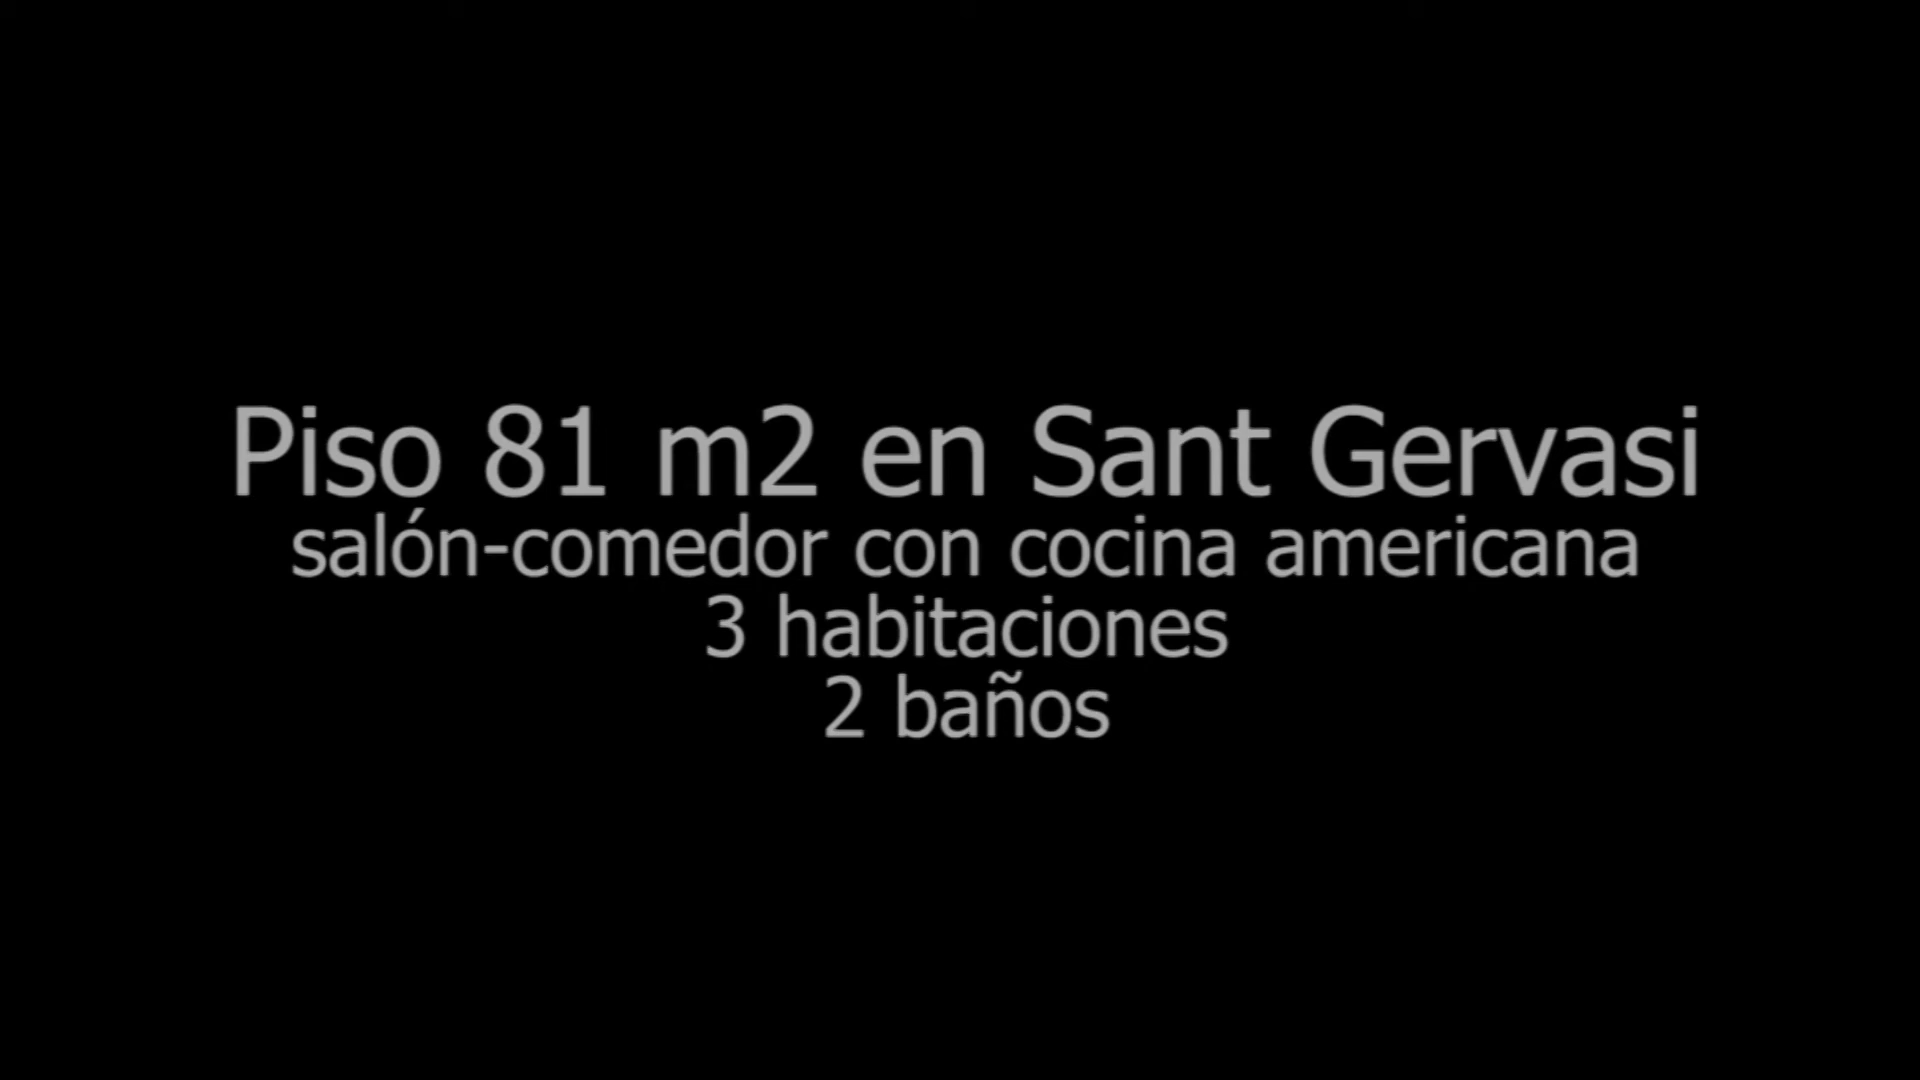 Piso 81 m2 en Sant Gervasi
salón-comedor con cocina americana
3 habitaciones
2 baños